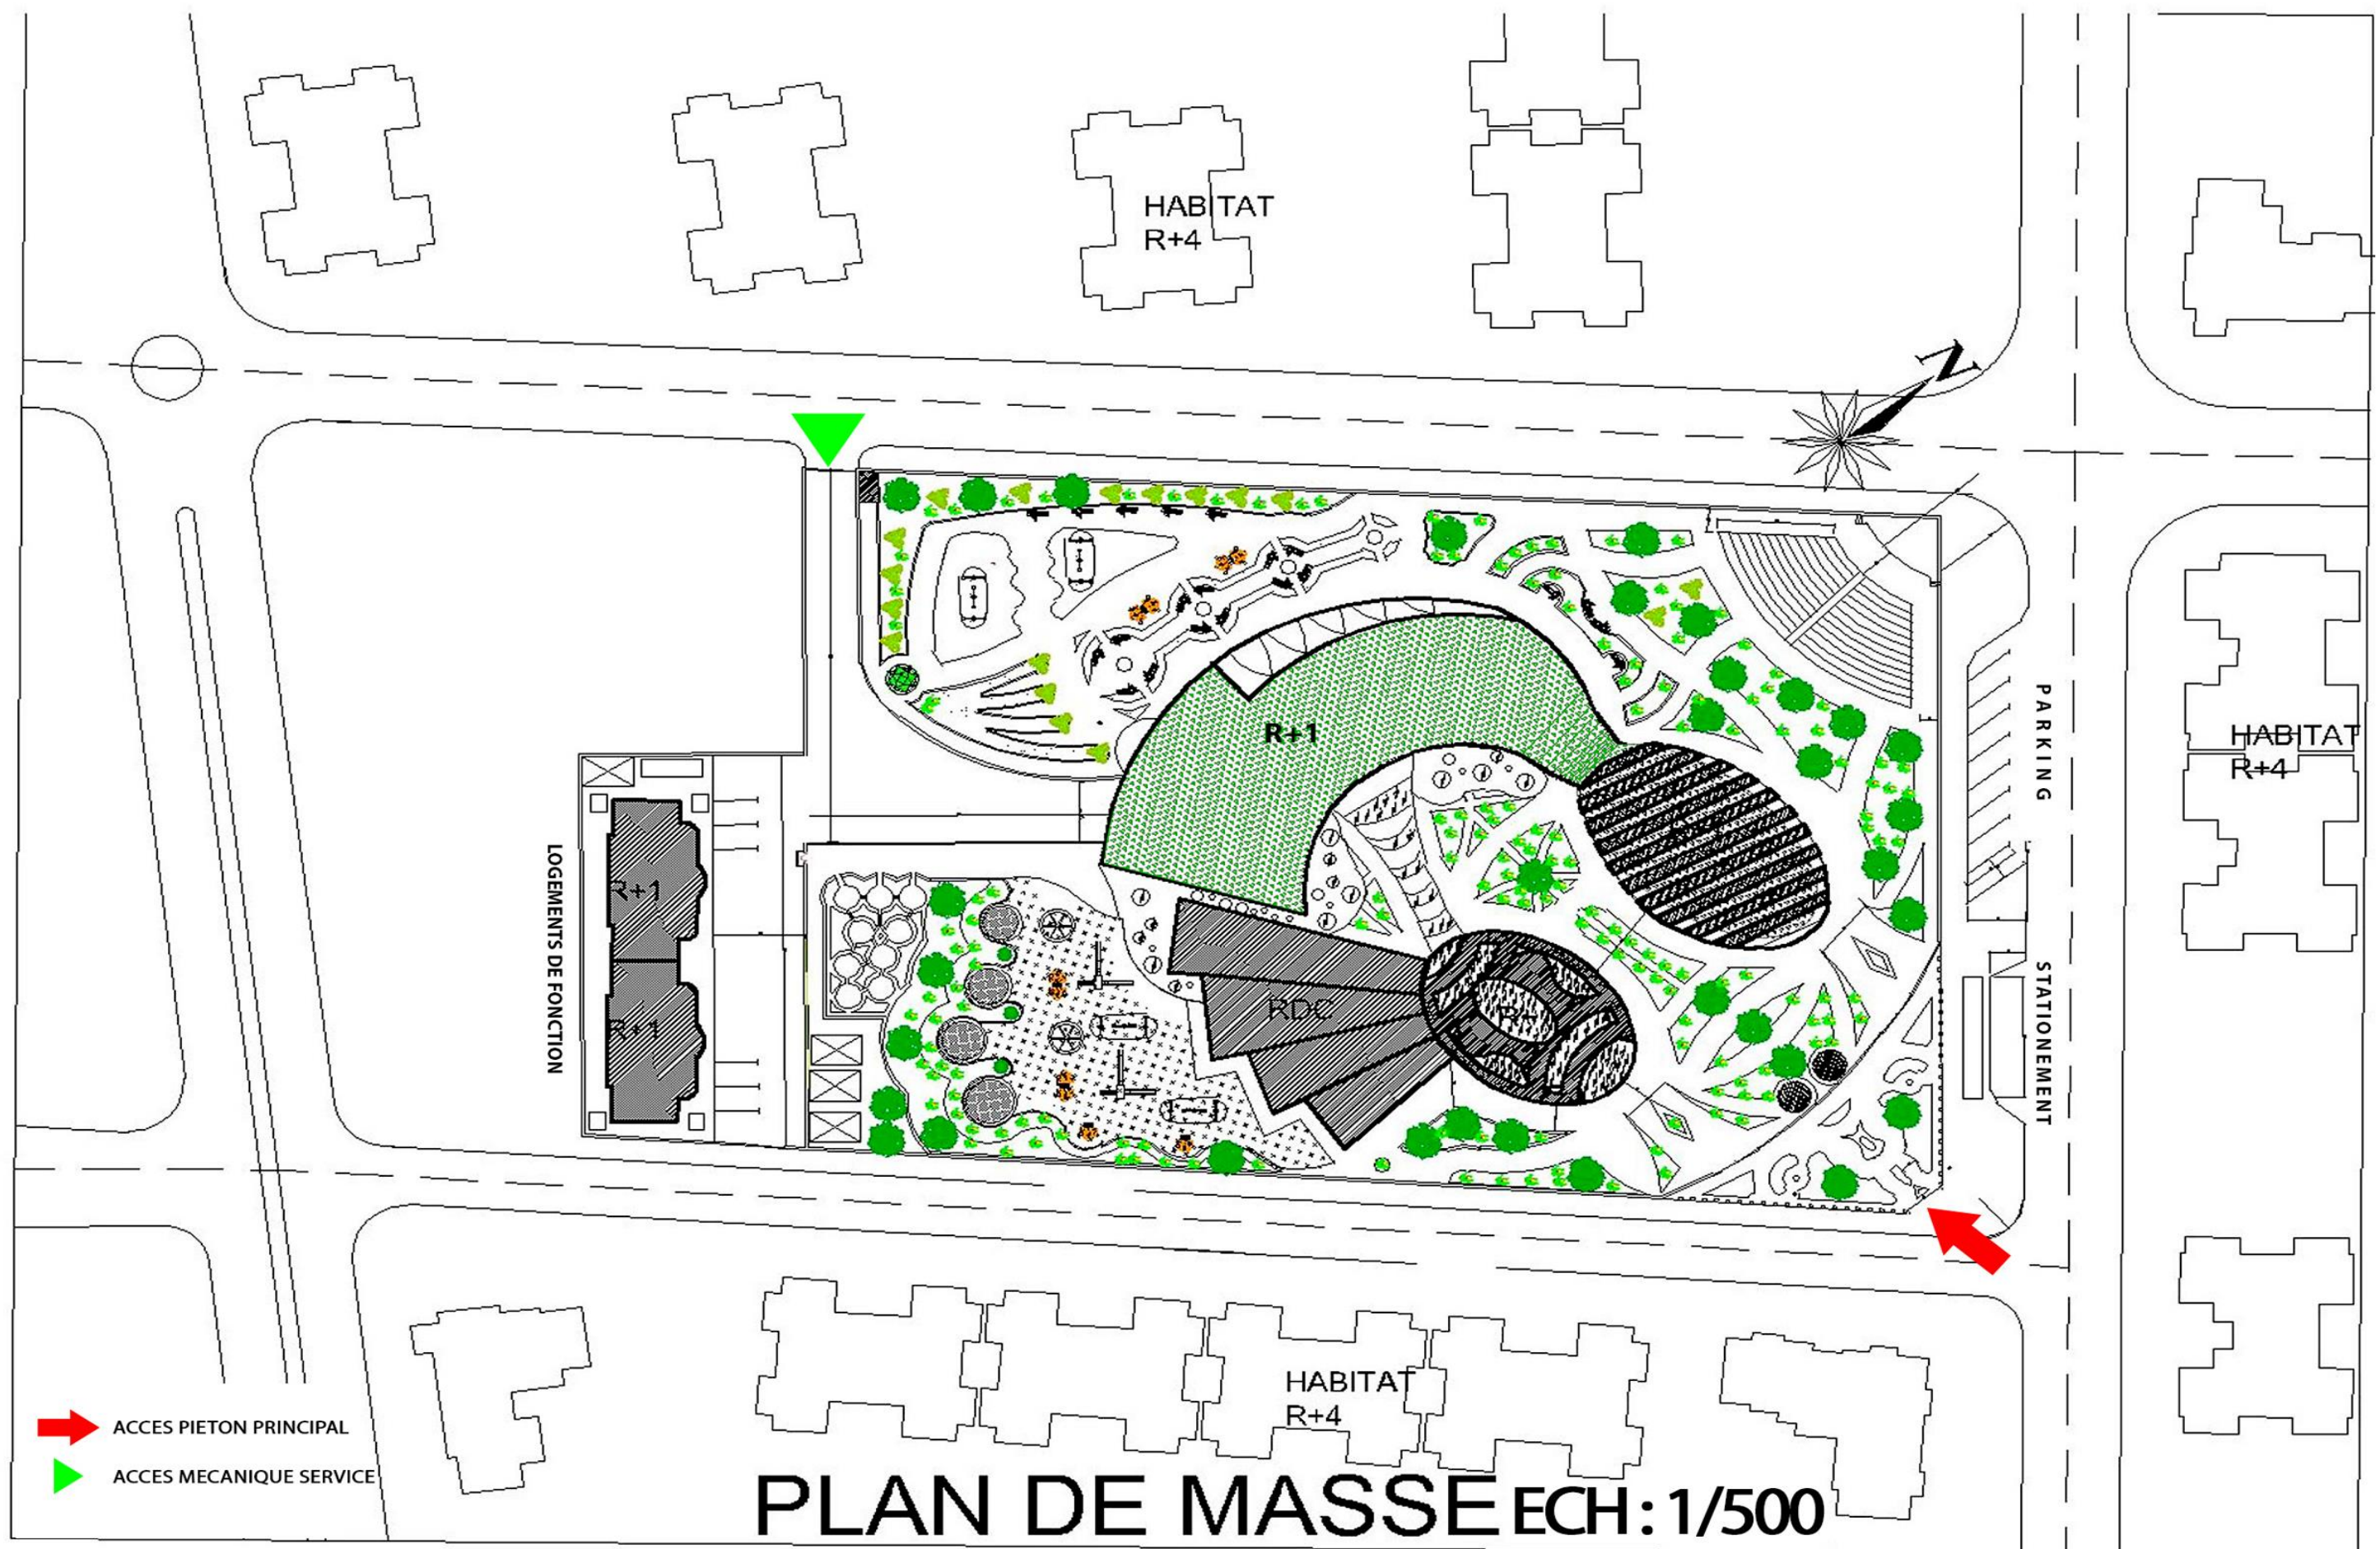 HABITAT
R+4
N
R+1
PARKING
HABITAT
R+4
LOGEMENTS DE FONCTION
R+1
R+1
RDC
STATIONEMENT
HABITAT
R+4
ACCES PIETON PRINCIPAL
ACCES MECANIQUE SERVICE
PLAN DE MASSE ECH : 1/500